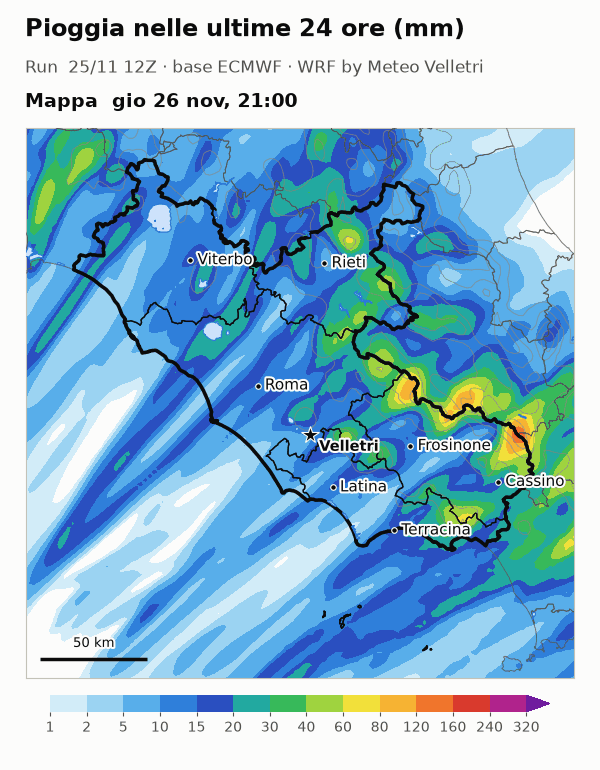 Pioggia nelle ultime 24 ore (mm)
Run  25/11 12Z · base ECMWF · WRF by Meteo Velletri
Mappa  gio 26 nov, 21:00
Viterbo
Rieti
Roma
Velletri
Frosinone
Latina
Cassino
Terracina
50 km
1 2 5 10 15 20 30 40 60 80 120 160 240 320